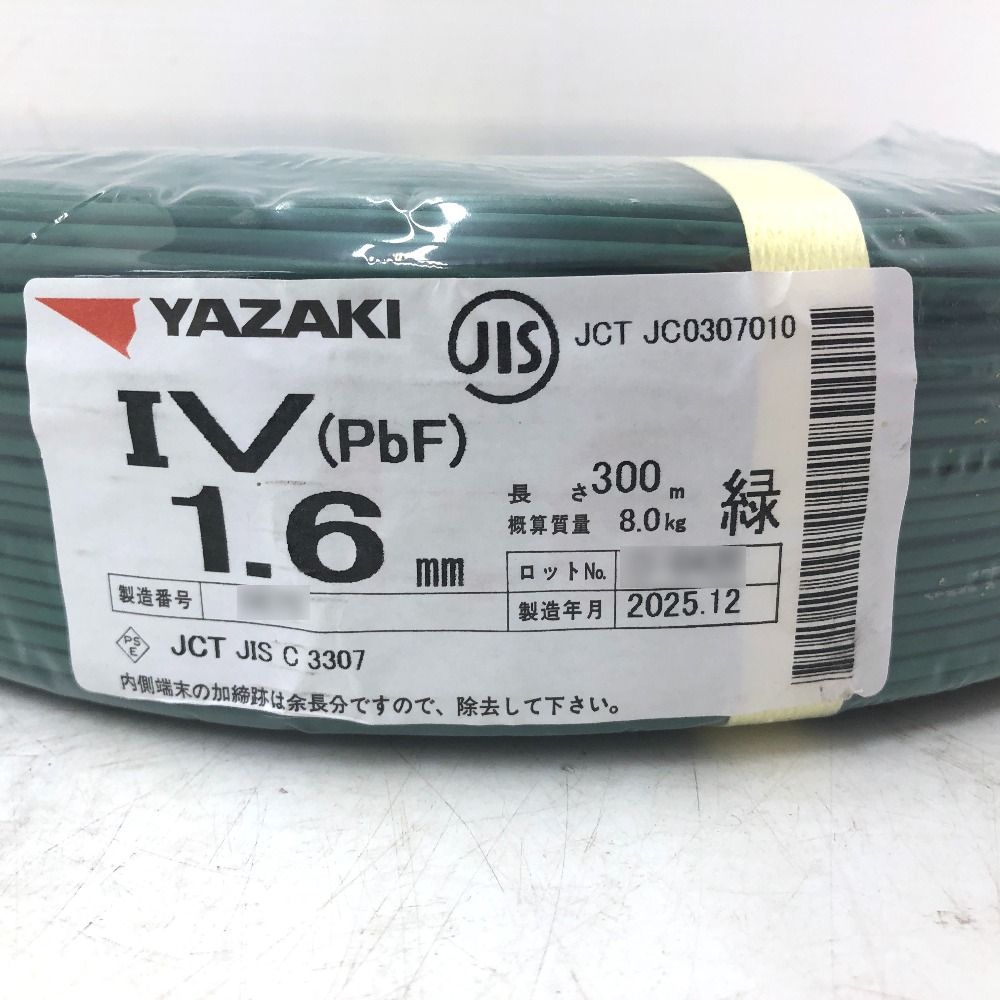 YAZAKI
JIS
JCT JC0307010
IV (PbF)
1.6 mm
長さ 300 m
概算質量 8.0kg
緑
ロットNo.
製造年月 2025.12
製造番号
PS E
JCT JIS C 3307
内側端末の加締跡は余長分ですので、除去して下さい。